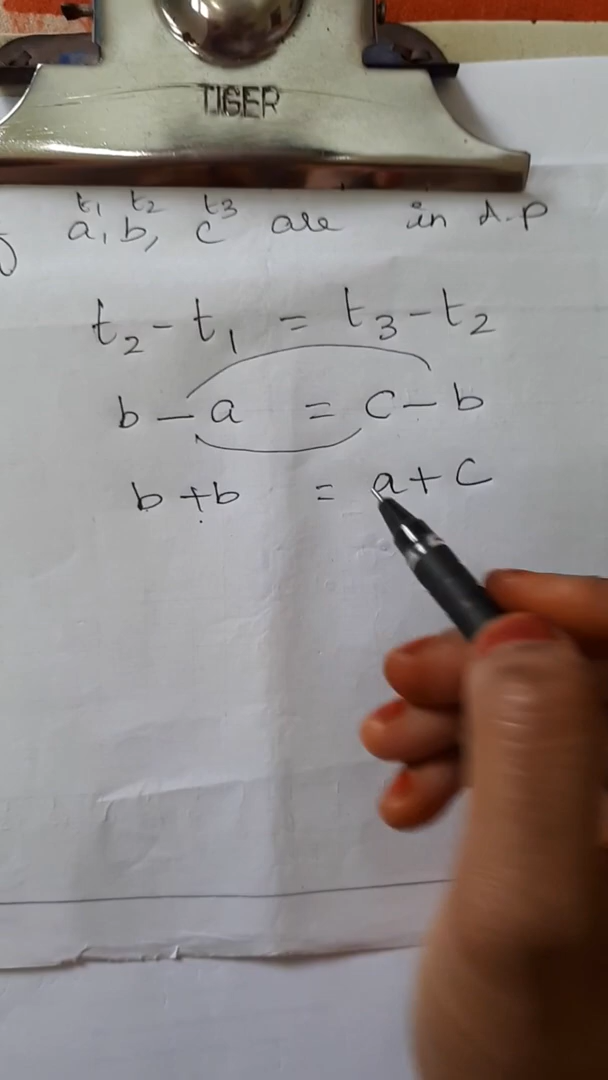 TIGER
t₁ t₂ t₃
a, b, c are in A.P
t₂ - t₁ = t₃ - t₂
b - a = c - b
b + b = a + c